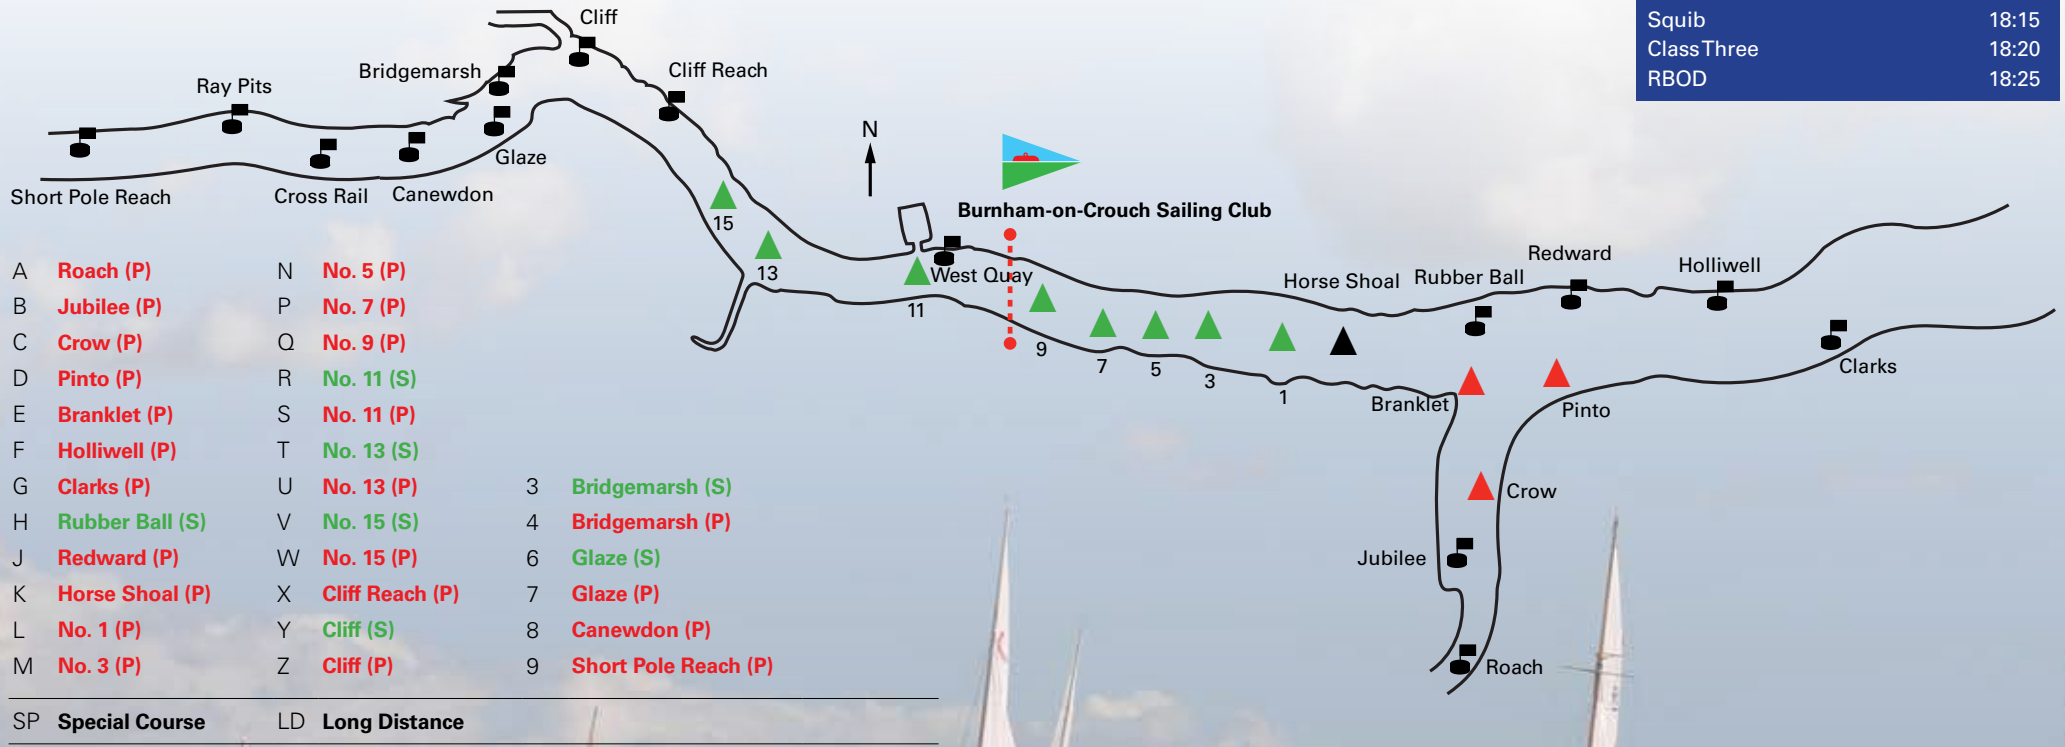 Squib 18:15
Class Three 18:20
RBOD 18:25
Cliff
Bridgemarsh
Cliff Reach
Ray Pits
Glaze
Short Pole Reach
Cross Rail
Canewdon
N
15
13
11
West Quay
Burnham-on-Crouch Sailing Club
9
7
5
3
1
Horse Shoal
Rubber Ball
Redward
Holliwell
Clarks
Branklet
Pinto
Crow
Jubilee
Roach
A Roach (P) N No. 5 (P)
B Jubilee (P) P No. 7 (P)
C Crow (P) Q No. 9 (P)
D Pinto (P) R No. 11 (S)
E Branklet (P) S No. 11 (P)
F Holliwell (P) T No. 13 (S)
G Clarks (P) U No. 13 (P) 3 Bridgemarsh (S)
H Rubber Ball (S) V No. 15 (S) 4 Bridgemarsh (P)
J Redward (P) W No. 15 (P) 6 Glaze (S)
K Horse Shoal (P) X Cliff Reach (P) 7 Glaze (P)
L No. 1 (P) Y Cliff (S) 8 Canewdon (P)
M No. 3 (P) Z Cliff (P) 9 Short Pole Reach (P)
SP Special Course LD Long Distance